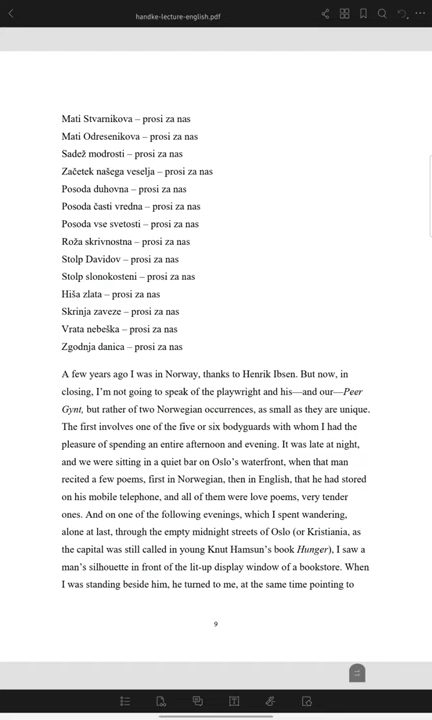 handke-lecture-english.pdf
Mati Stvarnikova – prosi za nas
Mati Odresenikova – prosi za nas
Sadež modrosti – prosi za nas
Začetek našega veselja – prosi za nas
Posoda duhovna – prosi za nas
Posoda časti vredna – prosi za nas
Posoda vse svetosti – prosi za nas
Roža skrivnostna – prosi za nas
Stolp Davidov – prosi za nas
Stolp slonokosteni – prosi za nas
Hiša zlata – prosi za nas
Skrinja zaveze – prosi za nas
Vrata nebeška – prosi za nas
Zgodnja danica – prosi za nas
A few years ago I was in Norway, thanks to Henrik Ibsen. But now, in
closing, I’m not going to speak of the playwright and his—and our—Peer
Gynt, but rather of two Norwegian occurrences, as small as they are unique.
The first involves one of the five or six bodyguards with whom I had the
pleasure of spending an entire afternoon and evening. It was late at night,
and we were sitting in a quiet bar on Oslo’s waterfront, when that man
recited a few poems, first in Norwegian, then in English, that he had stored
on his mobile telephone, and all of them were love poems, very tender
ones. And on one of the following evenings, which I spent wandering,
alone at last, through the empty midnight streets of Oslo (or Kristiania, as
the capital was still called in young Knut Hamsun’s book Hunger), I saw a
man’s silhouette in front of the lit-up display window of a bookstore. When
I was standing beside him, he turned to me, at the same time pointing to
9